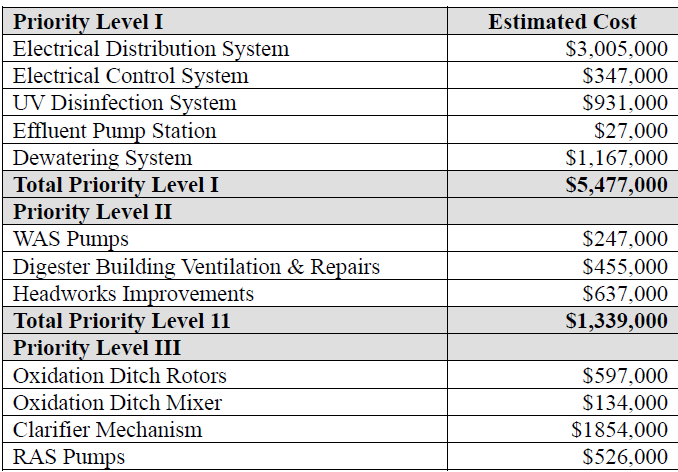 Priority Level I Estimated Cost
Electrical Distribution System $3,005,000
Electrical Control System $347,000
UV Disinfection System $931,000
Effluent Pump Station $27,000
Dewatering System $1,167,000
Total Priority Level I $5,477,000
Priority Level II
WAS Pumps $247,000
Digester Building Ventilation & Repairs $455,000
Headworks Improvements $637,000
Total Priority Level 11 $1,339,000
Priority Level III
Oxidation Ditch Rotors $597,000
Oxidation Ditch Mixer $134,000
Clarifier Mechanism $1854,000
RAS Pumps $526,000